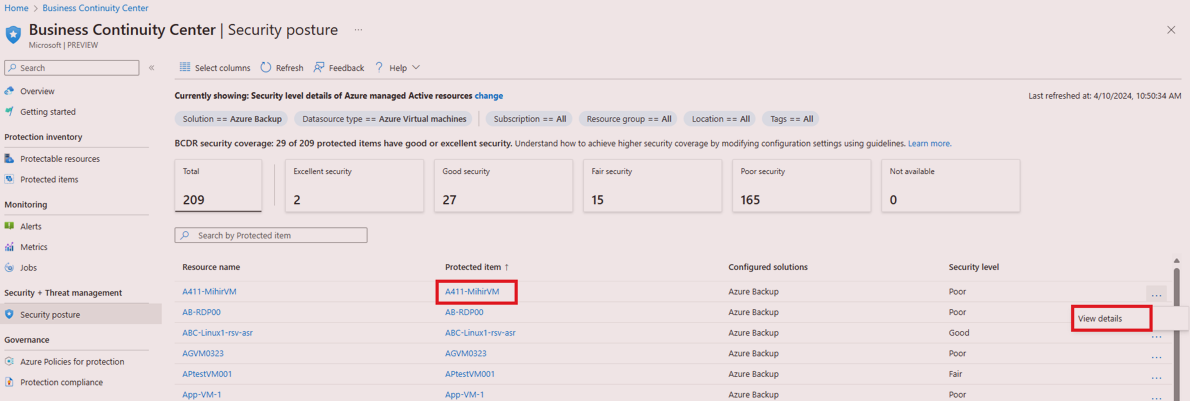 Home > Business Continuity Center
Business Continuity Center | Security posture ...
Microsoft | PREVIEW
Search «
Overview
Getting started
Protection inventory
Protectable resources
Protected items
Monitoring
Alerts
Metrics
Jobs
Security + Threat management
Security posture
Governance
Azure Policies for protection
Protection compliance
Select columns Refresh Feedback ? Help
Currently showing: Security level details of Azure managed Active resources change Last refreshed at: 4/10/2024, 10:50:34 AM
Solution == Azure Backup Datasource type == Azure Virtual machines Subscription == All Resource group == All Location == All Tags == All
BCDR security coverage: 29 of 209 protected items have good or excellent security. Understand how to achieve higher security coverage by modifying configuration settings using guidelines. Learn more.
Total Excellent security Good security Fair security Poor security Not available
209 2 27 15 165 0
Search by Protected item
Resource name Protected item ↑ Configured solutions Security level
A411-MihirVM A411-MihirVM Azure Backup Poor ...
AB-RDP00 AB-RDP00 Azure Backup Poor View details
ABC-Linux1-rsv-asr ABC-Linux1-rsv-asr Azure Backup Good ...
AGVM0323 AGVM0323 Azure Backup Poor ...
APtestVM001 APtestVM001 Azure Backup Fair ...
App-VM-1 App-VM-1 Azure Backup Poor ...